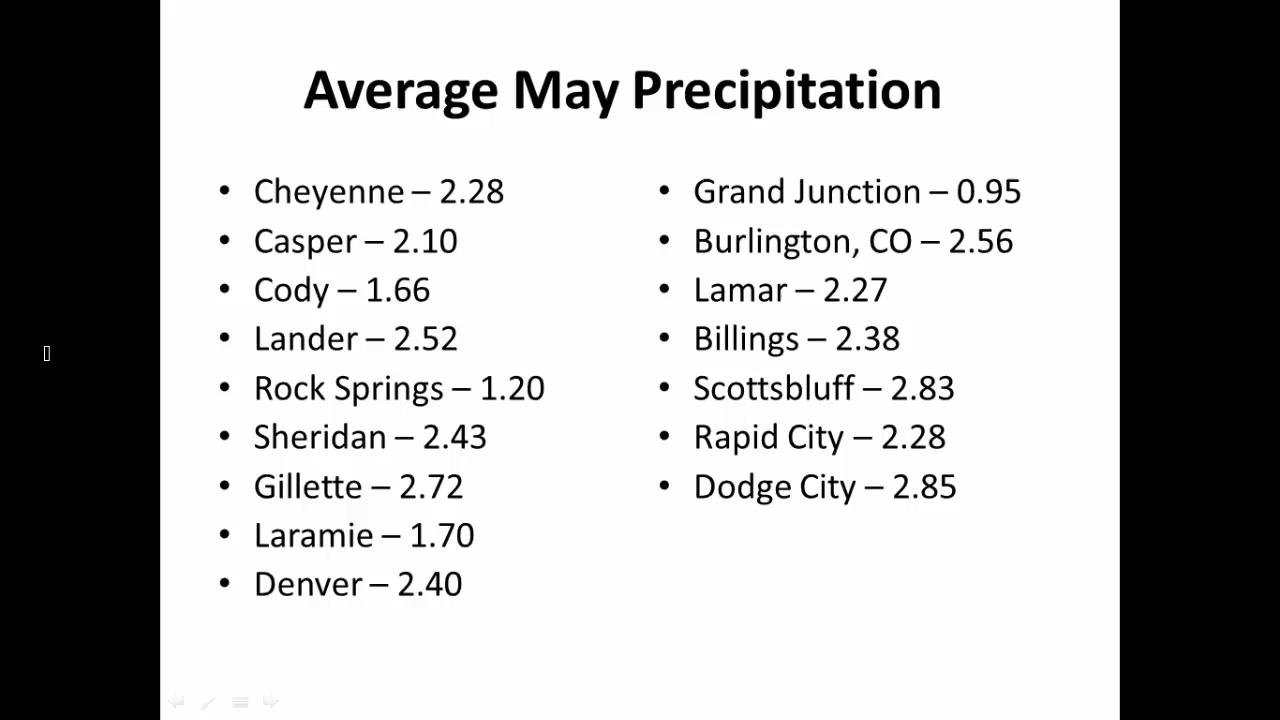 Average May Precipitation
• Cheyenne – 2.28
• Casper – 2.10
• Cody – 1.66
• Lander – 2.52
• Rock Springs – 1.20
• Sheridan – 2.43
• Gillette – 2.72
• Laramie – 1.70
• Denver – 2.40
• Grand Junction – 0.95
• Burlington, CO – 2.56
• Lamar – 2.27
• Billings – 2.38
• Scottsbluff – 2.83
• Rapid City – 2.28
• Dodge City – 2.85